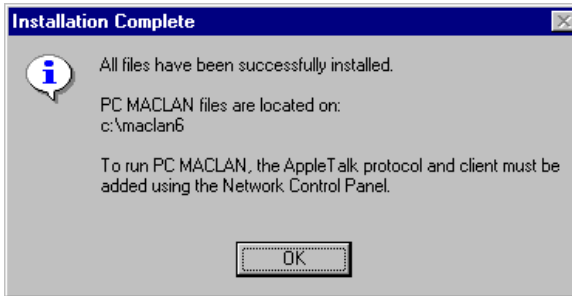 Installation Complete
All files have been successfully installed.
PC MACLAN files are located on:
c:\maclan6
To run PC MACLAN, the AppleTalk protocol and client must be
added using the Network Control Panel.
OK